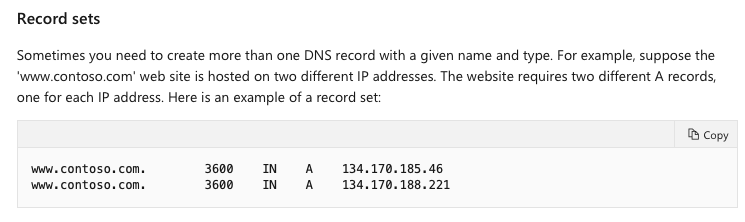 Record sets
Sometimes you need to create more than one DNS record with a given name and type. For example, suppose the
'www.contoso.com' web site is hosted on two different IP addresses. The website requires two different A records,
one for each IP address. Here is an example of a record set:
Copy
www.contoso.com.        3600    IN    A    134.170.185.46
www.contoso.com.        3600    IN    A    134.170.188.221